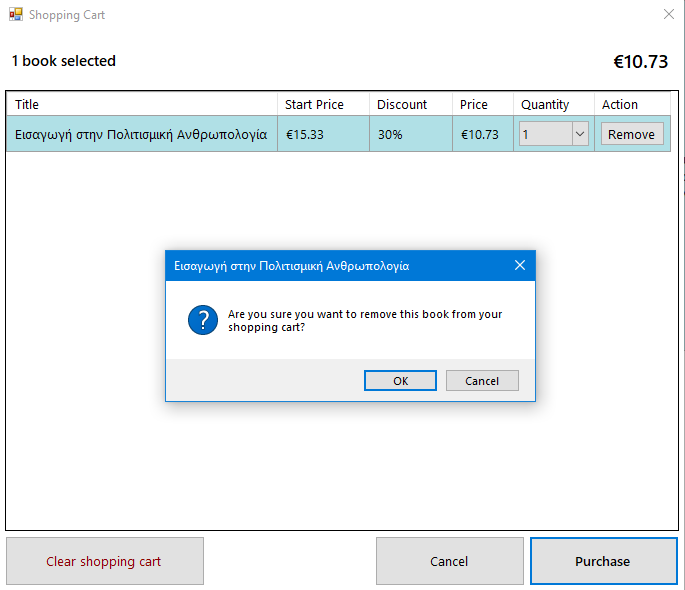 Shopping Cart
1 book selected
€10.73
Title Start Price Discount Price Quantity Action
Εισαγωγή στην Πολιτισμική Ανθρωπολογία €15.33 30% €10.73 1 Remove
Εισαγωγή στην Πολιτισμική Ανθρωπολογία
Are you sure you want to remove this book from your
shopping cart?
OK Cancel
Clear shopping cart Cancel Purchase